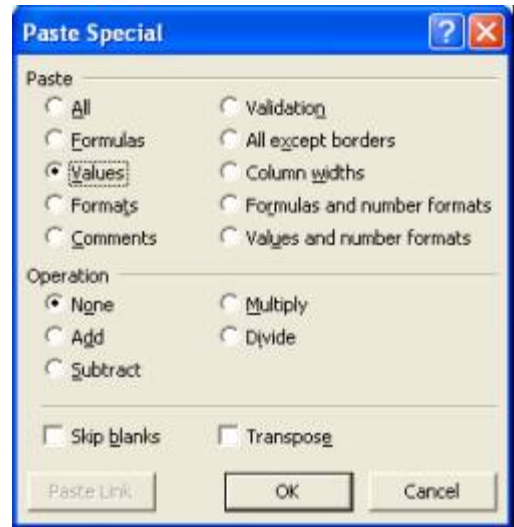 Paste Special
Paste
All Validation
Formulas All except borders
Values Column widths
Formats Formulas and number formats
Comments Values and number formats
Operation
None Multiply
Add Divide
Subtract
Skip blanks Transpose
Paste Link OK Cancel